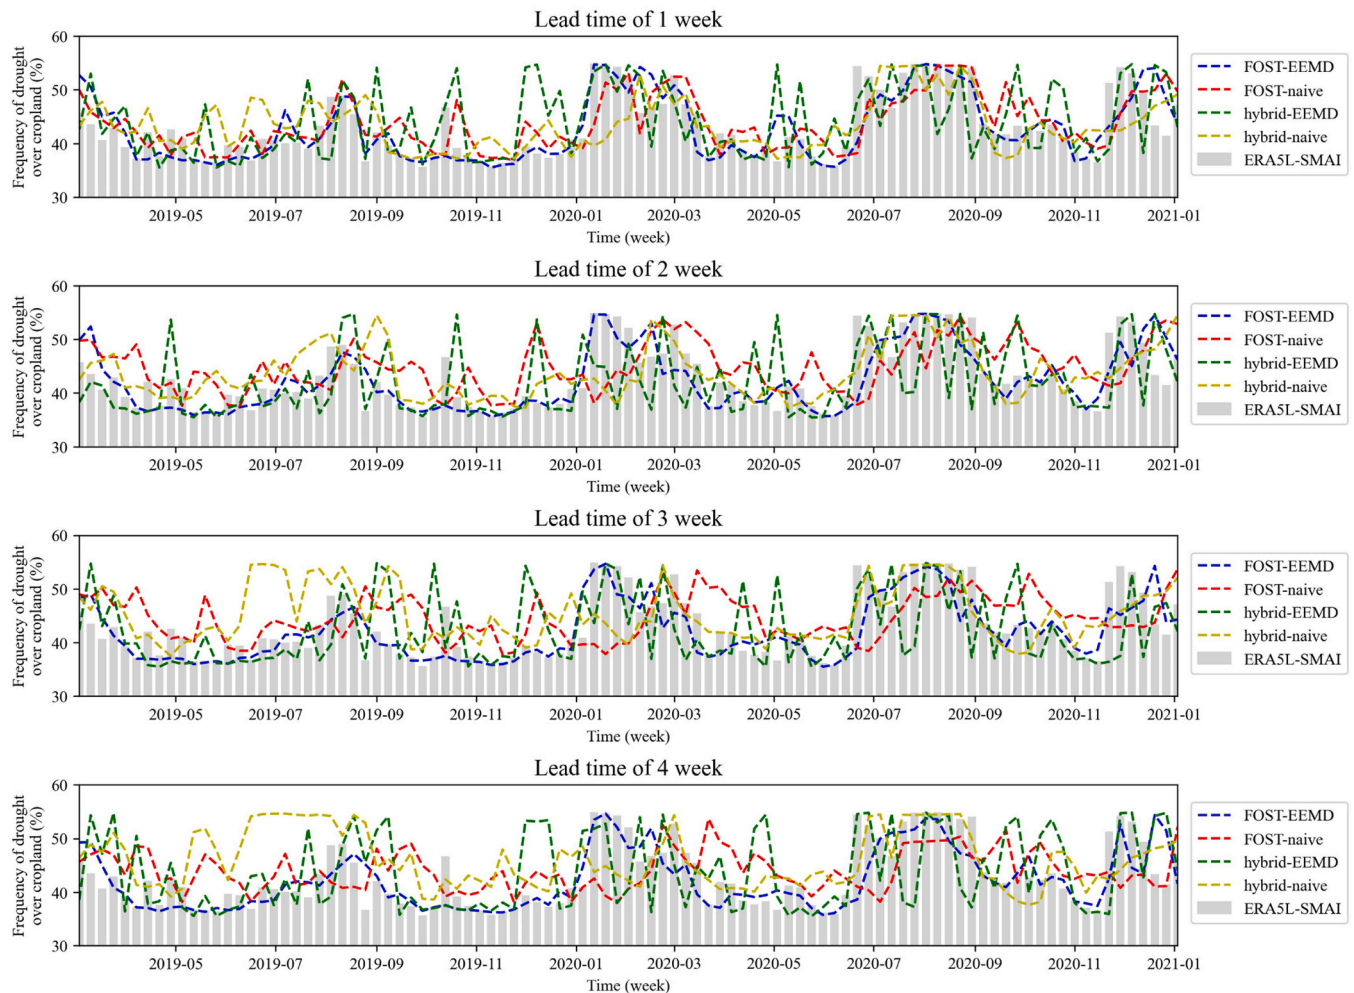 Lead time of 1 week
Frequency of drought
over cropland (%)
60
50
40
30
2019-05 2019-07 2019-09 2019-11 2020-01 2020-03 2020-05 2020-07 2020-09 2020-11 2021-01
Time (week)
FOST-EEMD
FOST-naive
hybrid-EEMD
hybrid-naive
ERA5L-SMAI
Lead time of 2 week
Frequency of drought
over cropland (%)
60
50
40
30
2019-05 2019-07 2019-09 2019-11 2020-01 2020-03 2020-05 2020-07 2020-09 2020-11 2021-01
Time (week)
FOST-EEMD
FOST-naive
hybrid-EEMD
hybrid-naive
ERA5L-SMAI
Lead time of 3 week
Frequency of drought
over cropland (%)
60
50
40
30
2019-05 2019-07 2019-09 2019-11 2020-01 2020-03 2020-05 2020-07 2020-09 2020-11 2021-01
Time (week)
FOST-EEMD
FOST-naive
hybrid-EEMD
hybrid-naive
ERA5L-SMAI
Lead time of 4 week
Frequency of drought
over cropland (%)
60
50
40
30
2019-05 2019-07 2019-09 2019-11 2020-01 2020-03 2020-05 2020-07 2020-09 2020-11 2021-01
Time (week)
FOST-EEMD
FOST-naive
hybrid-EEMD
hybrid-naive
ERA5L-SMAI